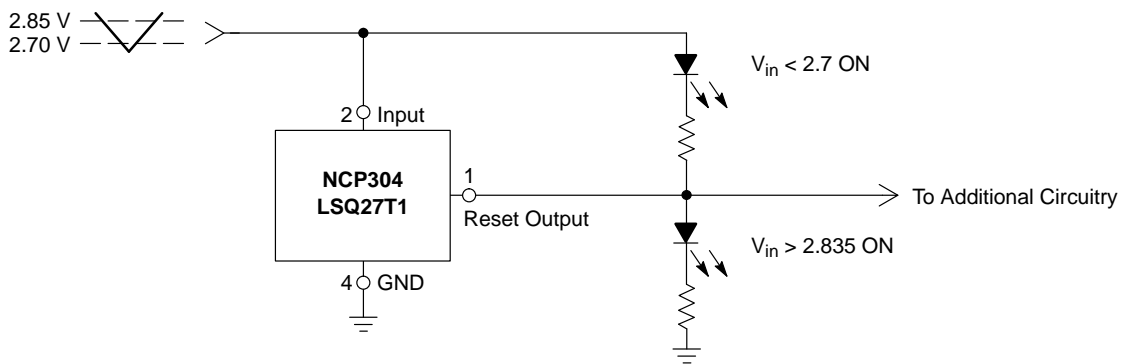 2.85 V
2.70 V
V_in < 2.7 ON
2 Input
NCP304
LSQ27T1
1
Reset Output
To Additional Circuitry
V_in > 2.835 ON
4 GND